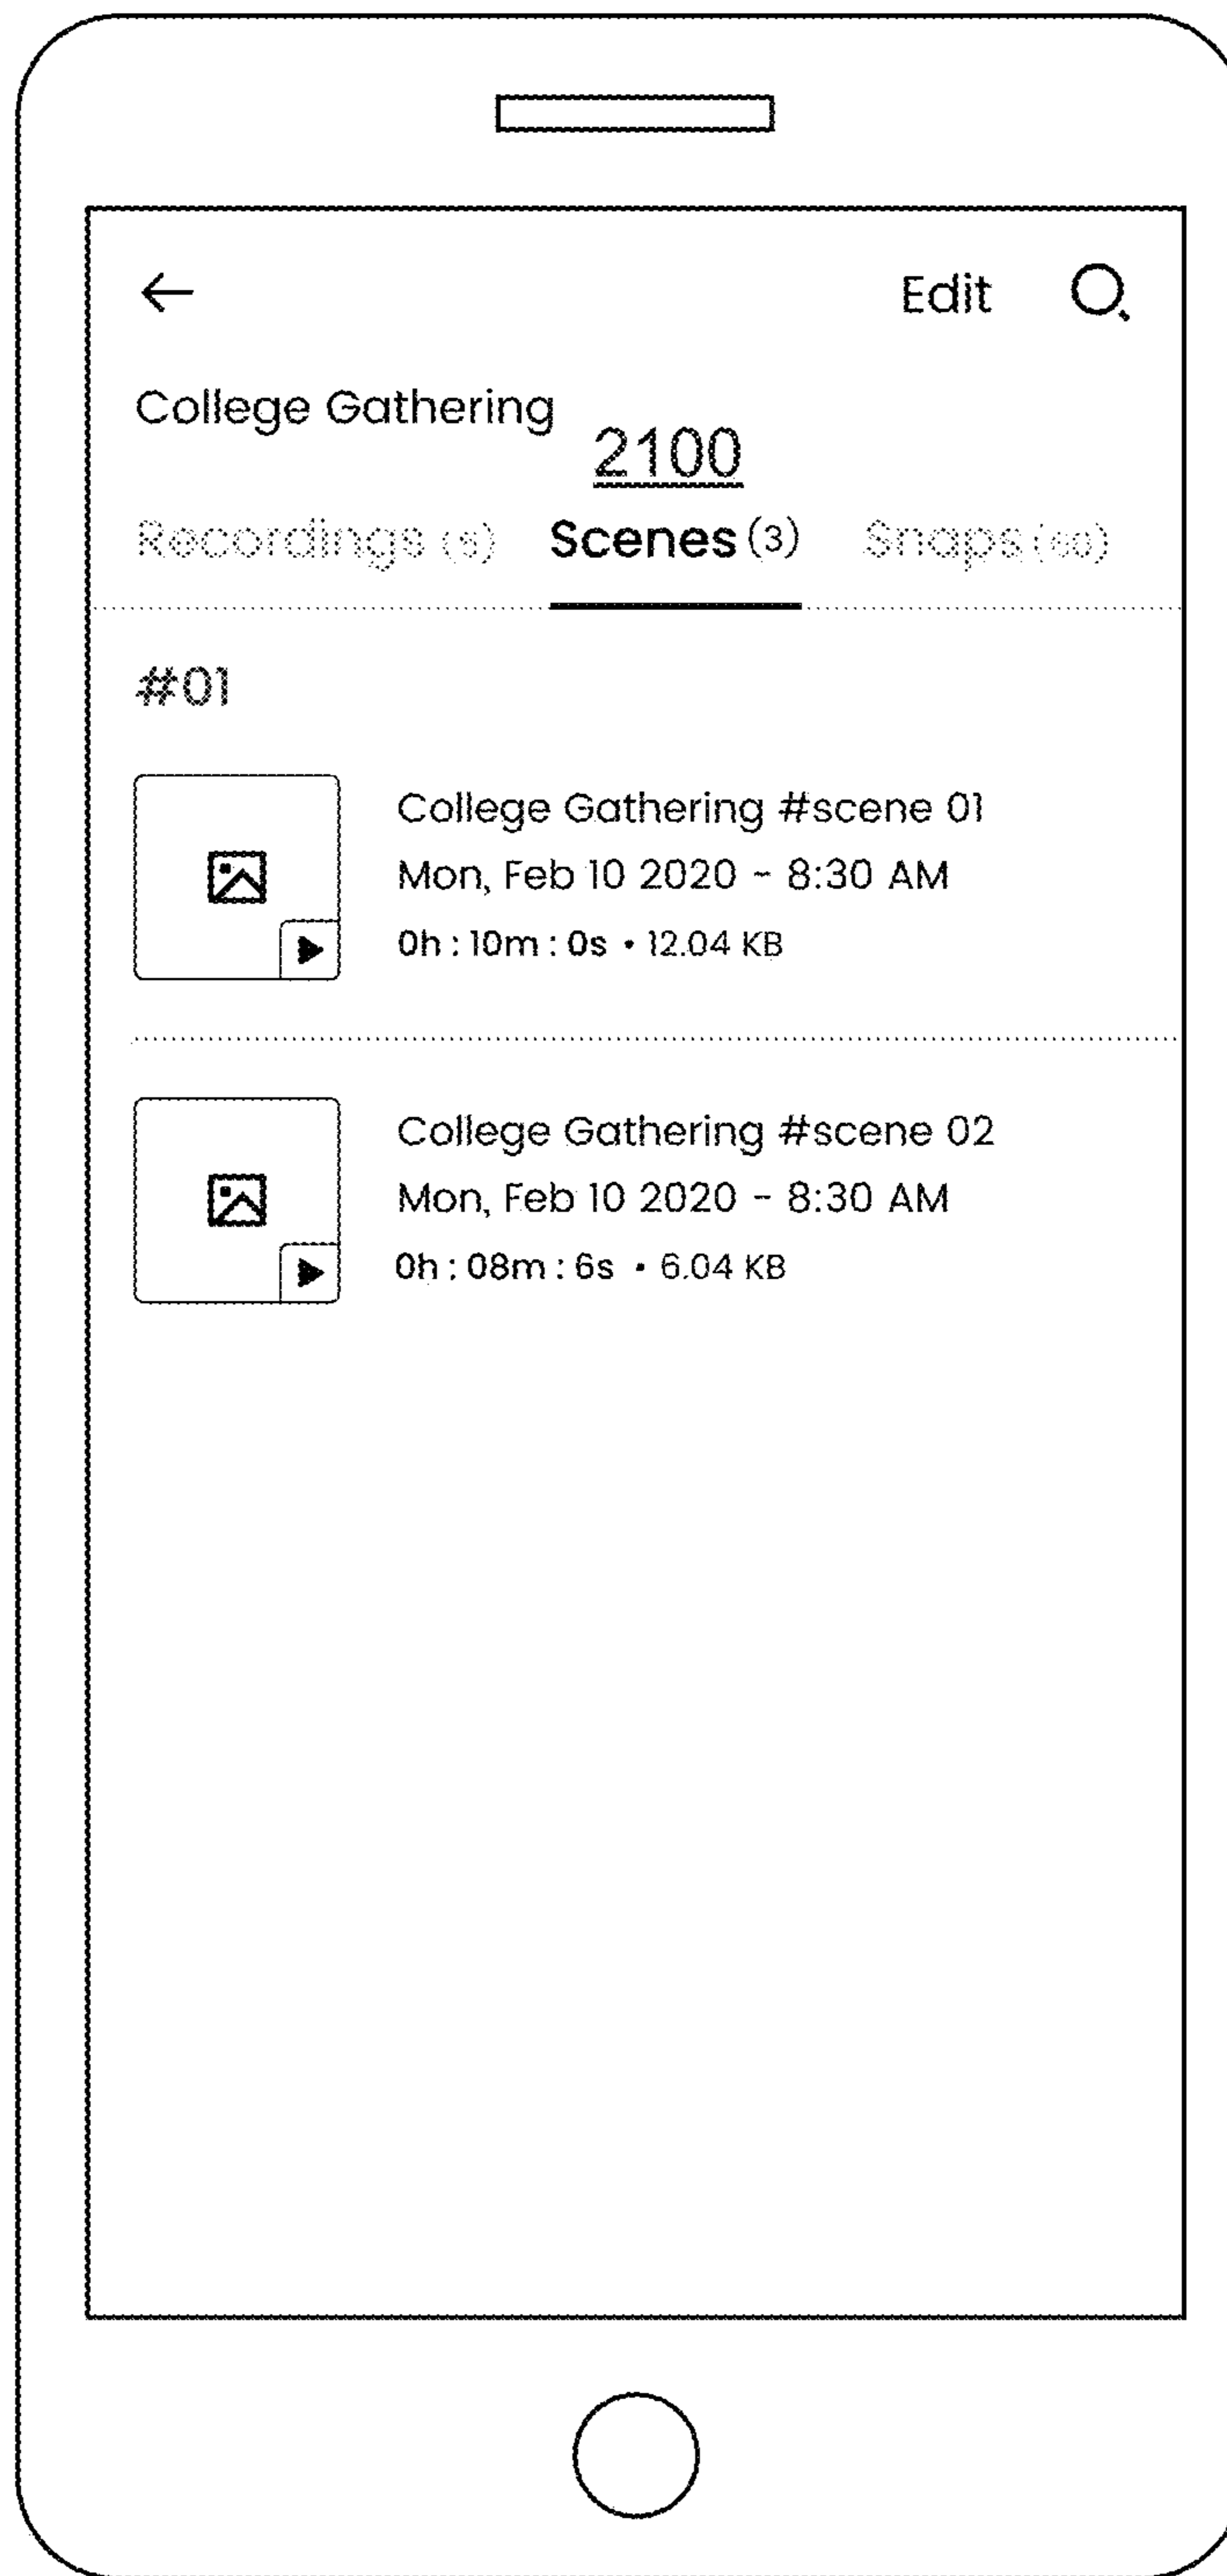 Edit
College Gathering
2100
Recordings (5) Scenes (3) Snaps
#01
College Gathering #scene 01
Mon, Feb 10 2020 - 8:30 AM
0h : 10m : 0s • 12.04 KB
College Gathering #scene 02
Mon, Feb 10 2020 - 8:30 AM
0h : 08m : 6s • 6.04 KB